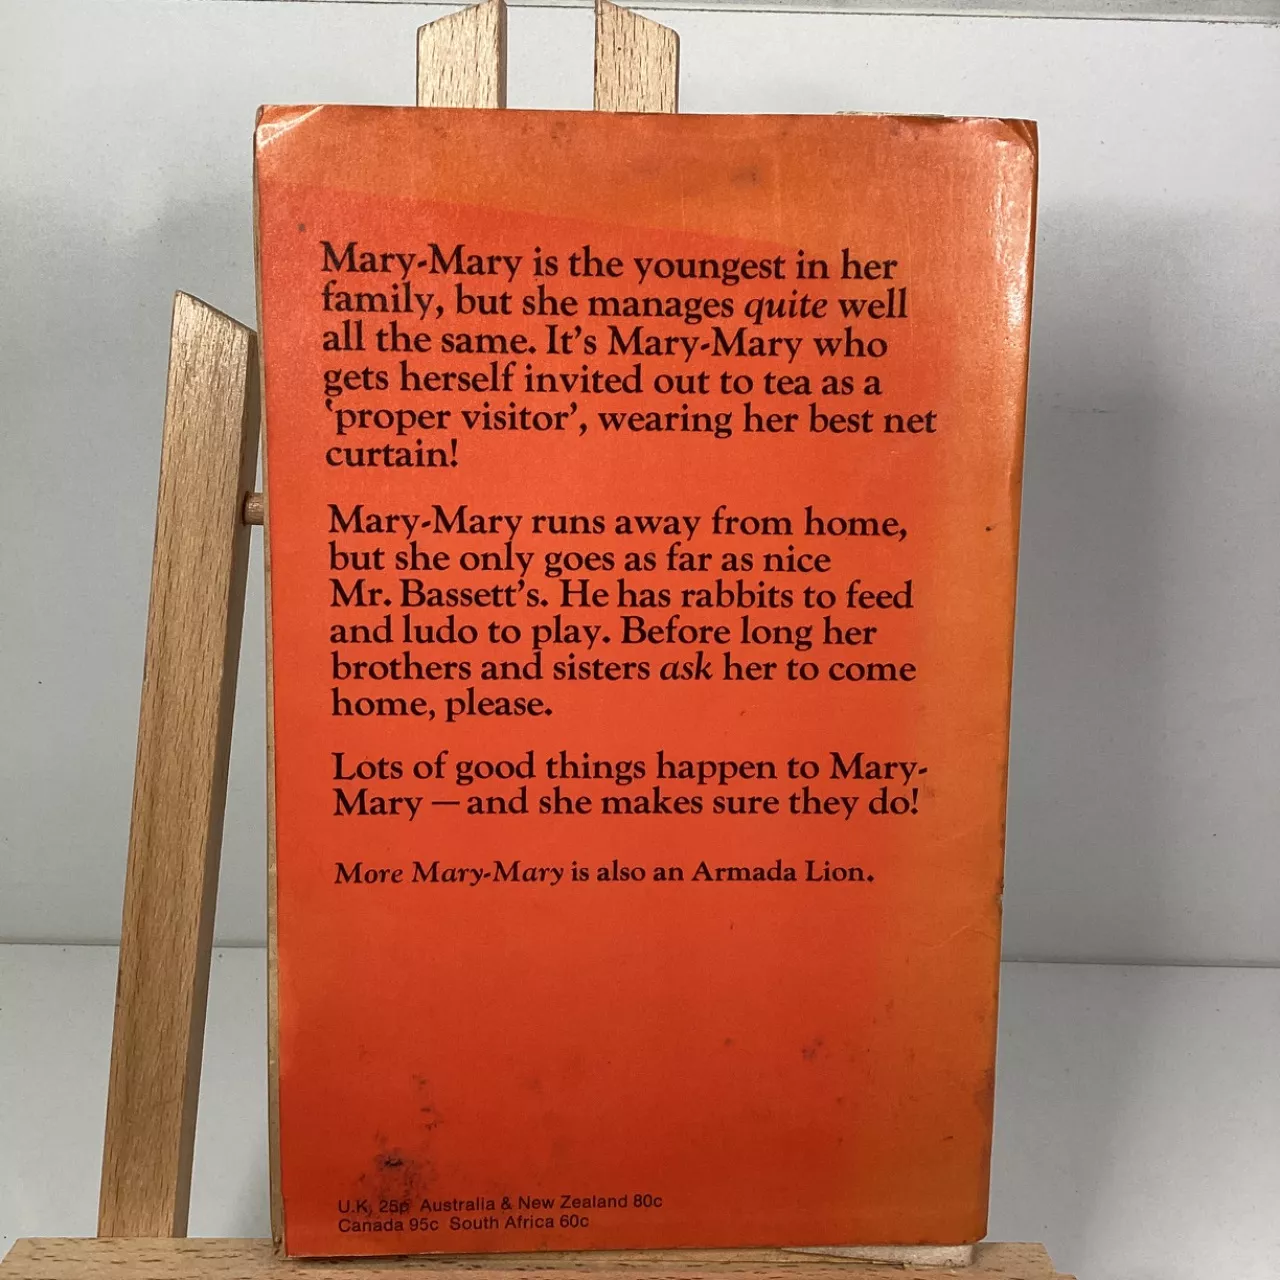 Mary-Mary is the youngest in her
family, but she manages quite well
all the same. It's Mary-Mary who
gets herself invited out to tea as a
'proper visitor', wearing her best net
curtain!
Mary-Mary runs away from home,
but she only goes as far as nice
Mr. Bassett's. He has rabbits to feed
and ludo to play. Before long her
brothers and sisters ask her to come
home, please.
Lots of good things happen to Mary-
Mary — and she makes sure they do!
More Mary-Mary is also an Armada Lion.
U.K. 25p Australia & New Zealand 80c
Canada 95c South Africa 60c